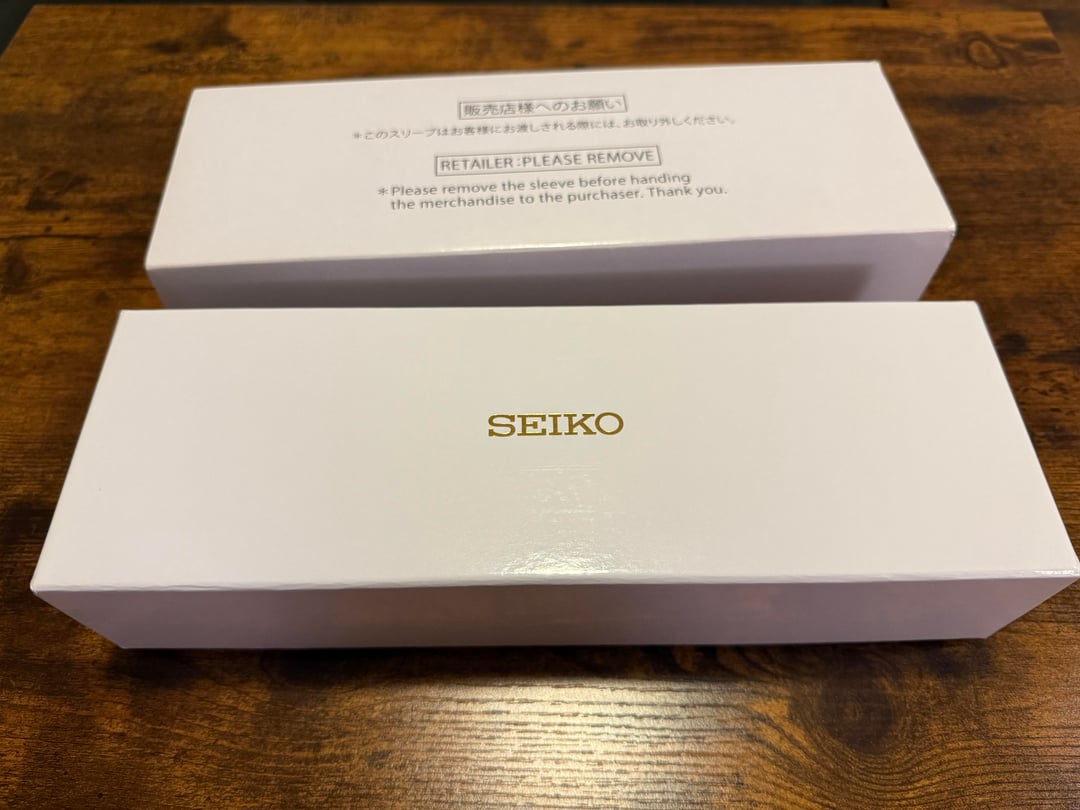 販売店様へのお願い
＊このスリーブはお客様にお渡しされる際には、お取り外しください。
RETAILER:PLEASE REMOVE
＊Please remove the sleeve before handing
the merchandise to the purchaser. Thank you.
SEIKO